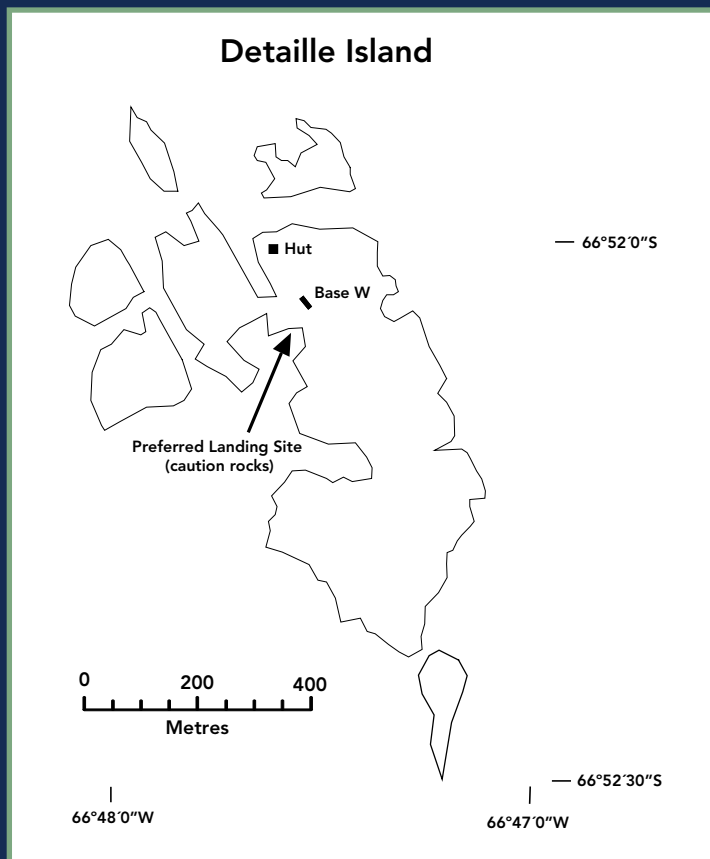 Detaille Island
66°52´0”S
Hut
Base W
Preferred Landing Site
(caution rocks)
0 200 400
Metres
66°52´30”S
66°48´0”W
66°47´0”W